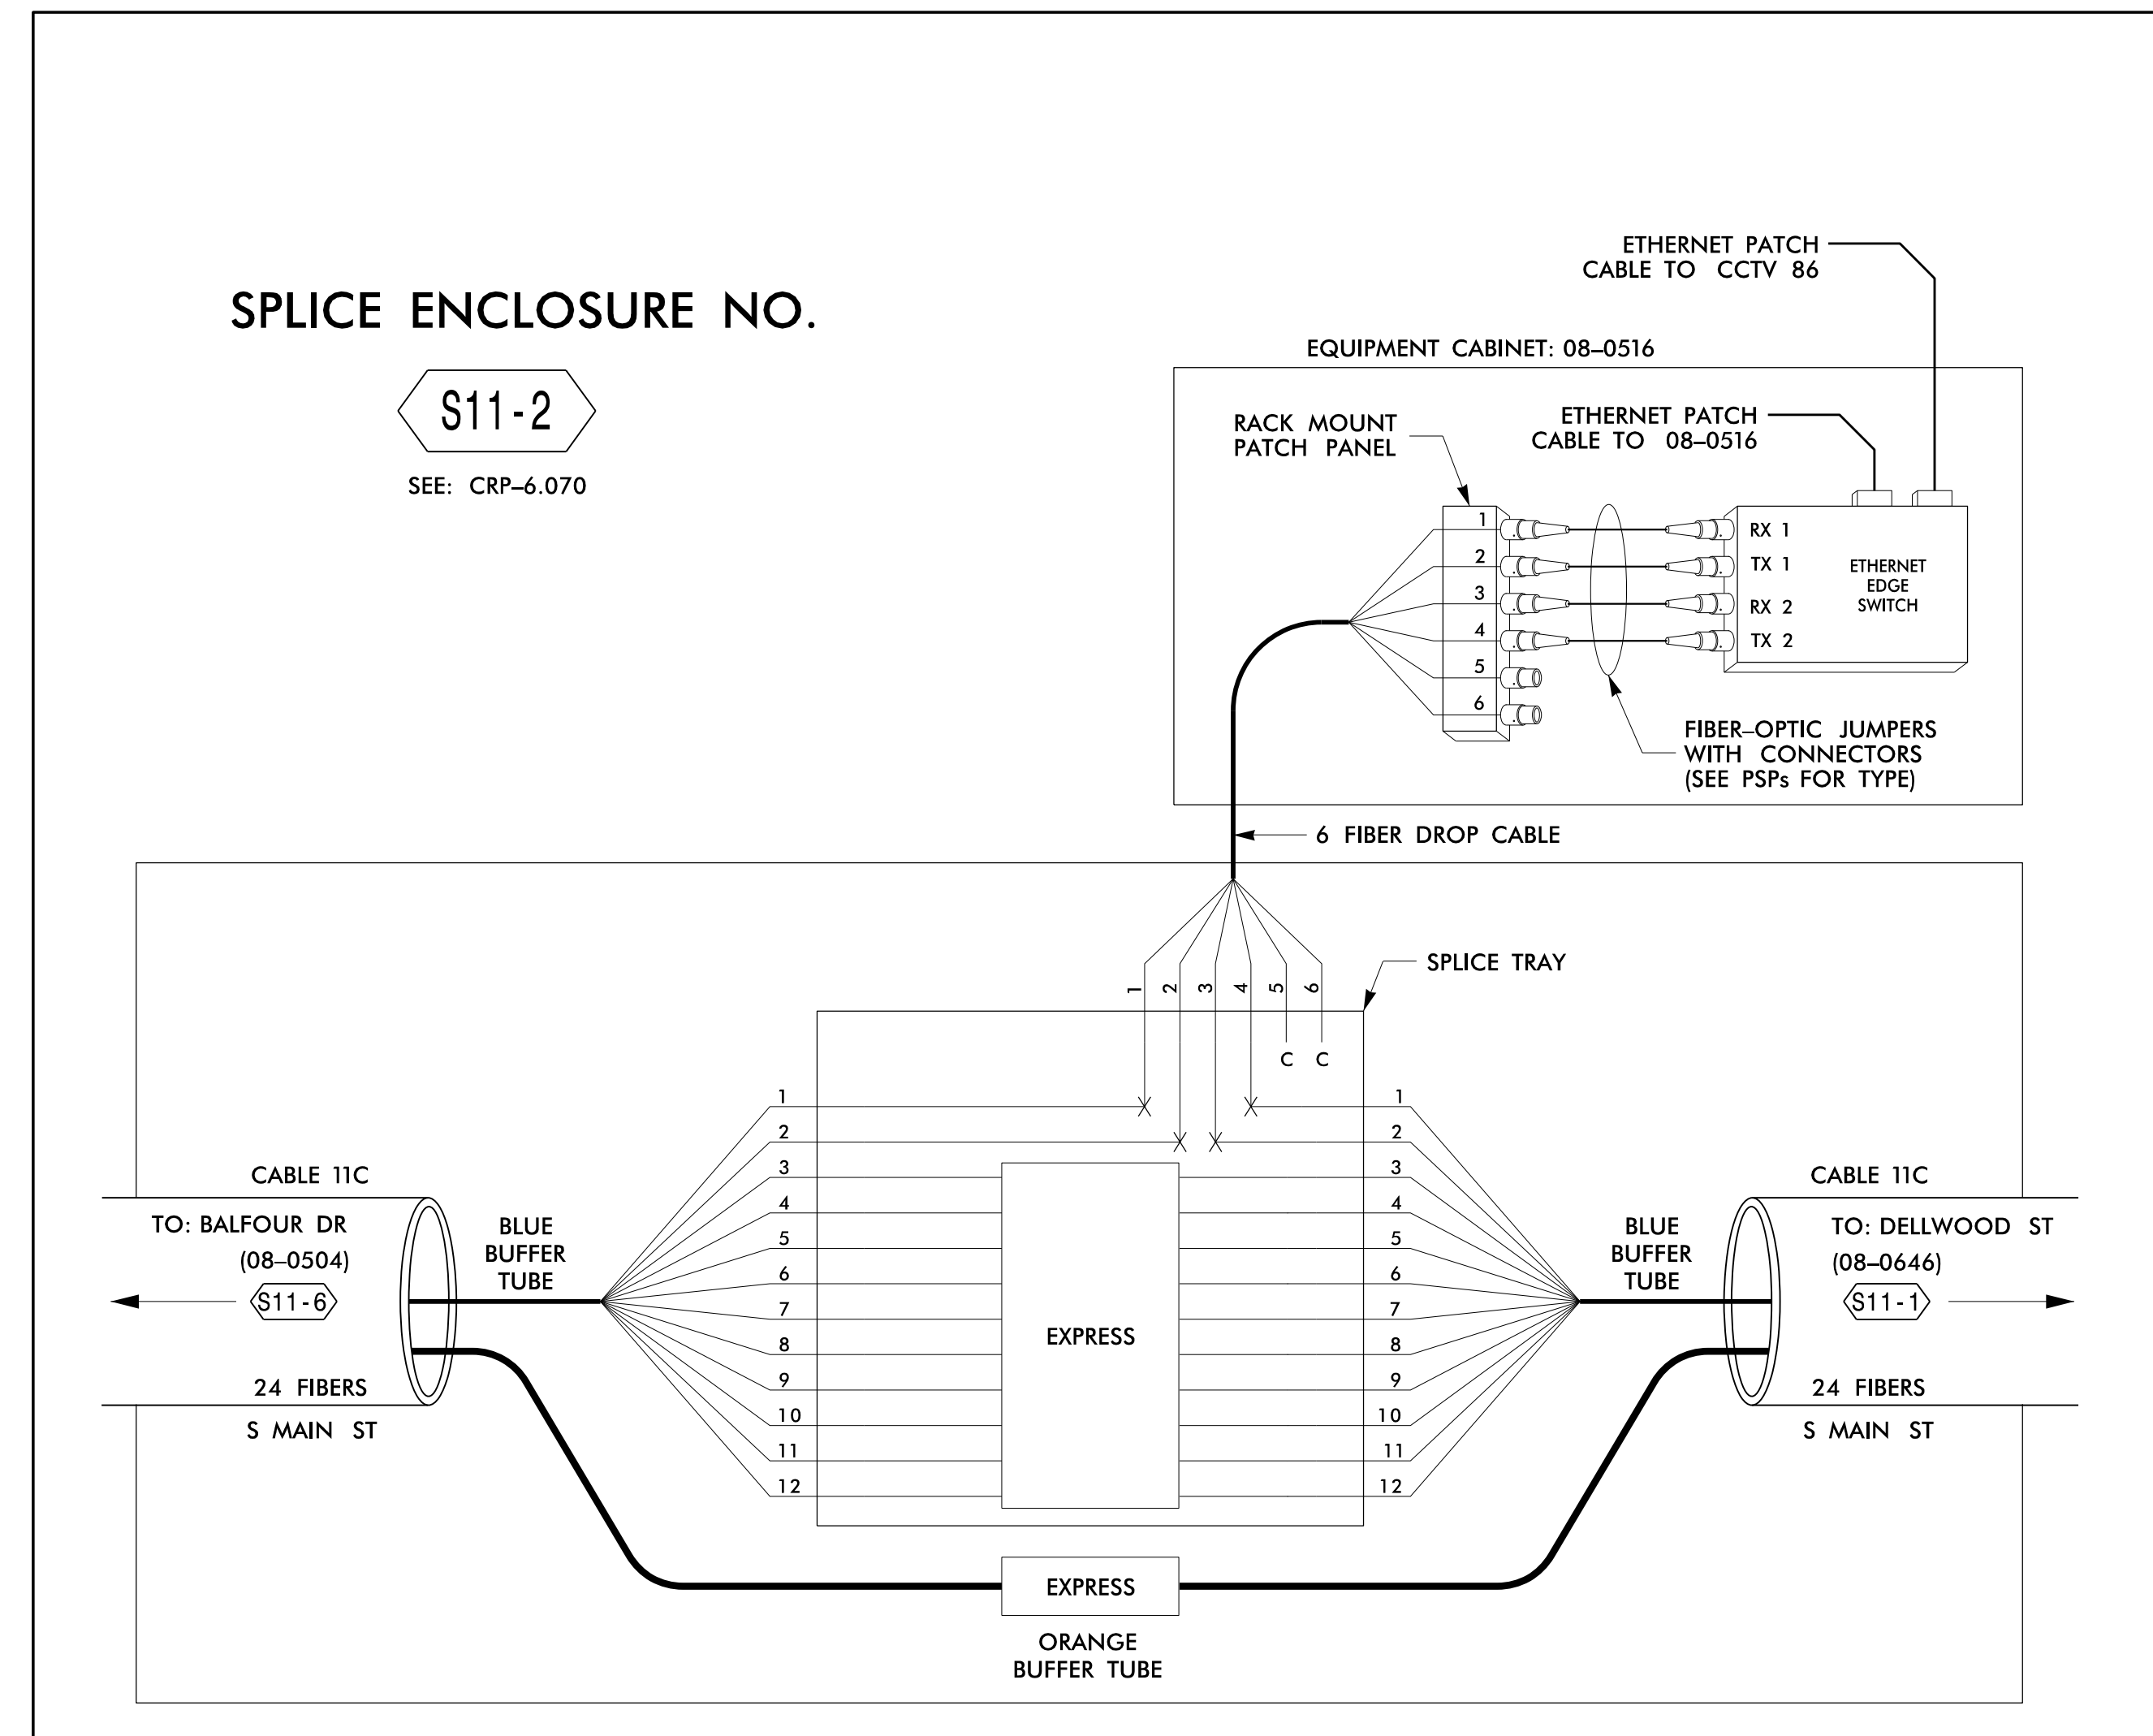 SPLICE ENCLOSURE NO.
S11-2
SEE: CRP-6.070
ETHERNET PATCH
CABLE TO CCTV 86
EQUIPMENT CABINET: 08-0516
RACK MOUNT
PATCH PANEL
ETHERNET PATCH
CABLE TO 08-0516
1
2
3
4
5
6
RX 1
TX 1
RX 2
TX 2
ETHERNET
EDGE
SWITCH
FIBER-OPTIC JUMPERS
WITH CONNECTORS
(SEE PSPs FOR TYPE)
6 FIBER DROP CABLE
SPLICE TRAY
1
2
3
4
5
6
C C
CABLE 11C
TO: BALFOUR DR
(08-0504)
S11-6
24 FIBERS
S MAIN ST
BLUE
BUFFER
TUBE
1
2
3
4
5
6
7
8
9
10
11
12
EXPRESS
1
2
3
4
5
6
7
8
9
10
11
12
BLUE
BUFFER
TUBE
CABLE 11C
TO: DELLWOOD ST
(08-0646)
S11-1
24 FIBERS
S MAIN ST
EXPRESS
ORANGE
BUFFER TUBE